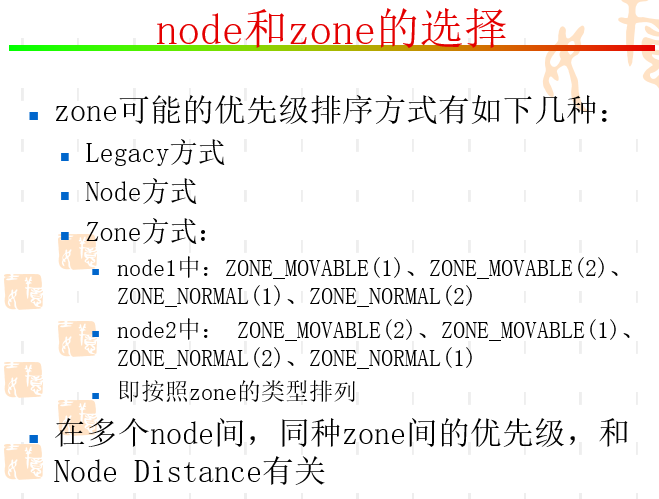 node和zone的选择
zone可能的优先级排序方式有如下几种：
Legacy方式
Node方式
Zone方式：
node1中：ZONE_MOVABLE(1)、ZONE_MOVABLE(2)、
ZONE_NORMAL(1)、ZONE_NORMAL(2)
node2中： ZONE_MOVABLE(2)、ZONE_MOVABLE(1)、
ZONE_NORMAL(2)、ZONE_NORMAL(1)
即按照zone的类型排列
在多个node间，同种zone间的优先级，和
Node Distance有关